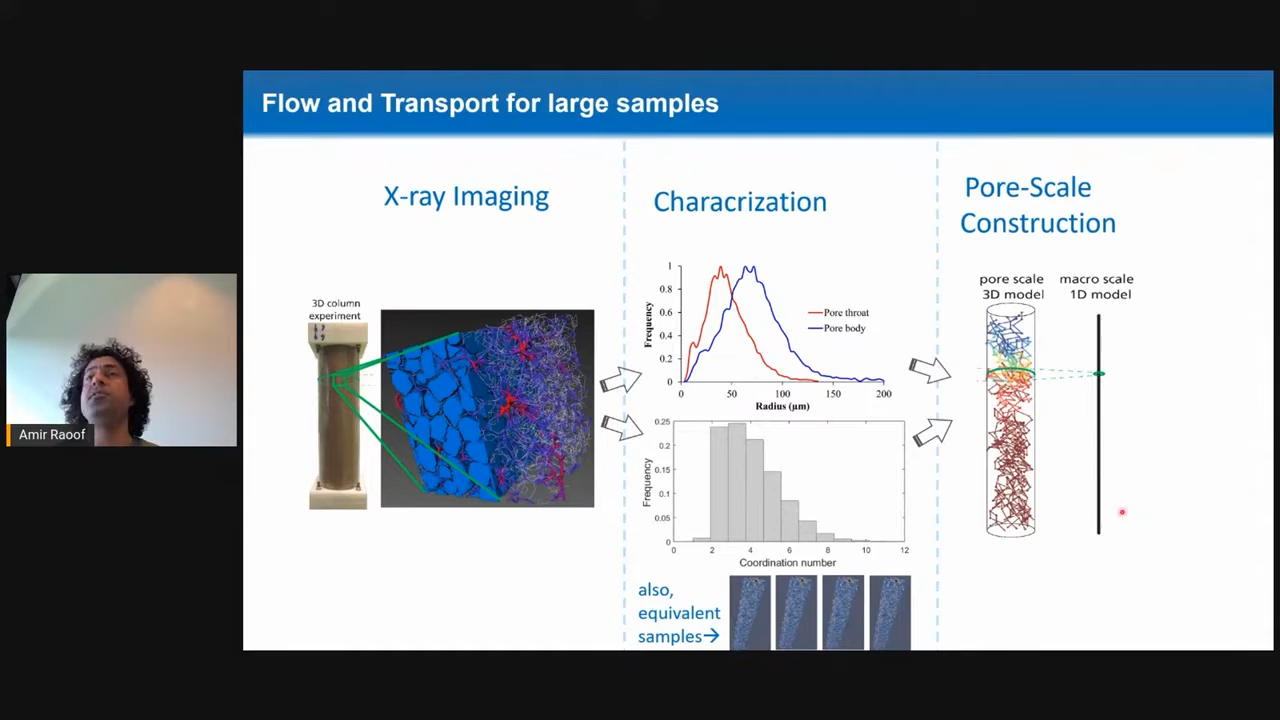 Flow and Transport for large samples
X-ray Imaging
3D column
experiment
Characrization
1
0.8
0.6
0.4
0.2
0
Frequency
0
50
100
150
200
Radius (µm)
Pore throat
Pore body
0.25
0.2
0.15
0.1
0.05
0
Frequency
0
2
4
6
8
10
12
Coordination number
also,
equivalent
samples→
Pore-Scale
Construction
pore scale
3D model
macro scale
1D model
Amir Raoof